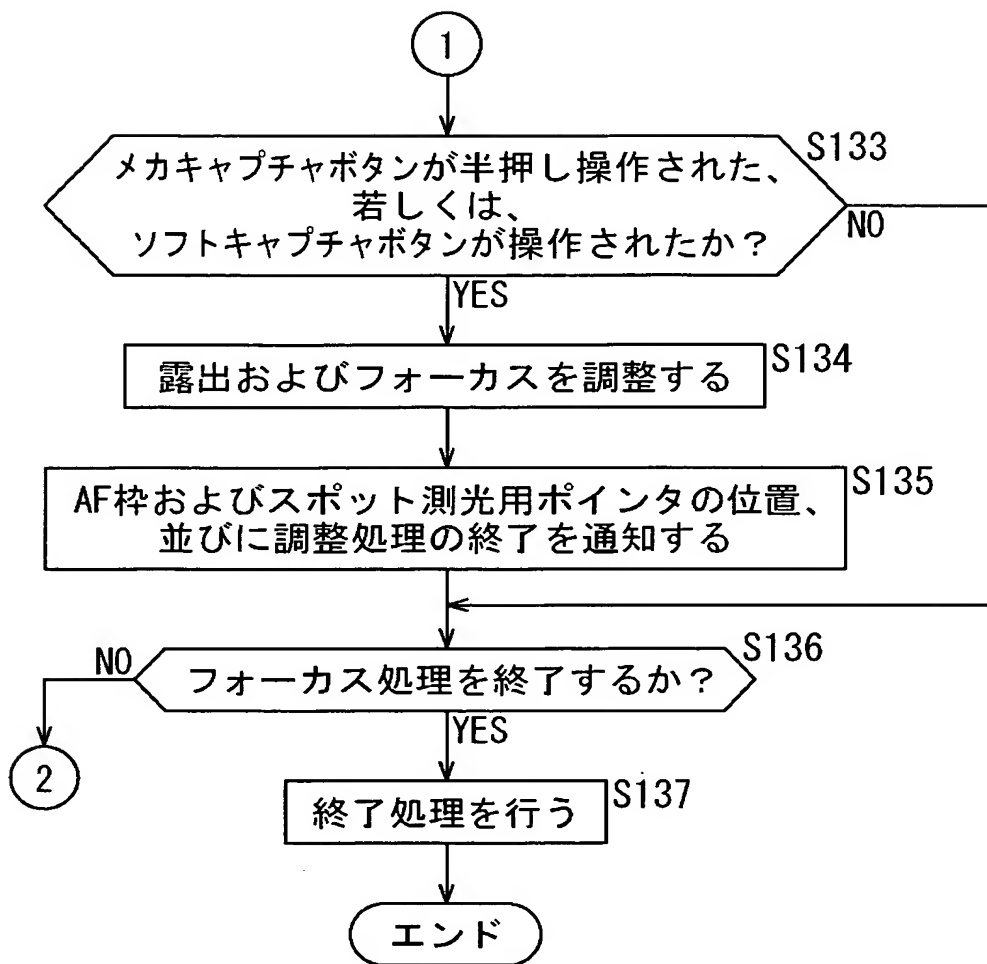 1
メカキャプチャボタンが半押し操作された、
若しくは、
ソフトキャプチャボタンが操作されたか？
S133
NO
YES
露出およびフォーカスを調整する
S134
AF枠およびスポット測光用ポインタの位置、
並びに調整処理の終了を通知する
S135
フォーカス処理を終了するか？
S136
NO
YES
2
終了処理を行う
S137
エンド